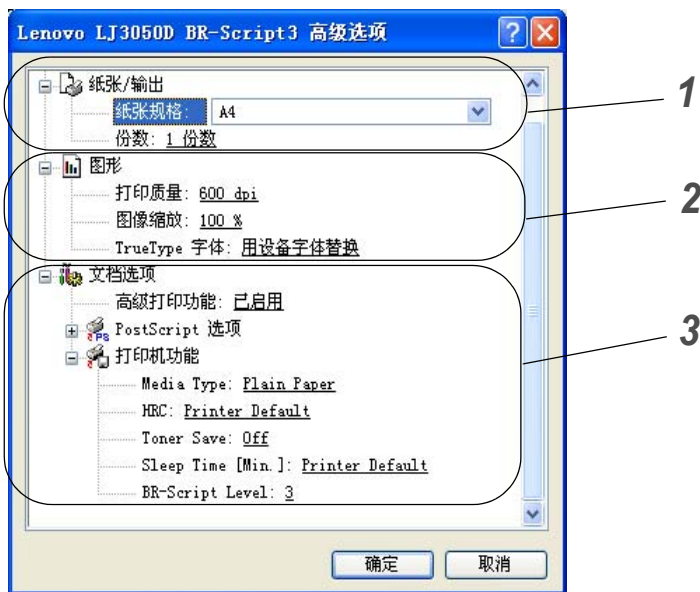 Lenovo LJ3050D BR-Script3 高级选项
纸张/输出
纸张规格: A4
份数: 1 份数
1
图形
打印质量: 600 dpi
图像缩放: 100 %
TrueType 字体: 用设备字体替换
2
文档选项
高级打印功能: 已启用
PostScript 选项
打印机功能
Media Type: Plain Paper
HRC: Printer Default
Toner Save: Off
Sleep Time [Min.]: Printer Default
BR-Script Level: 3
3
确定 取消